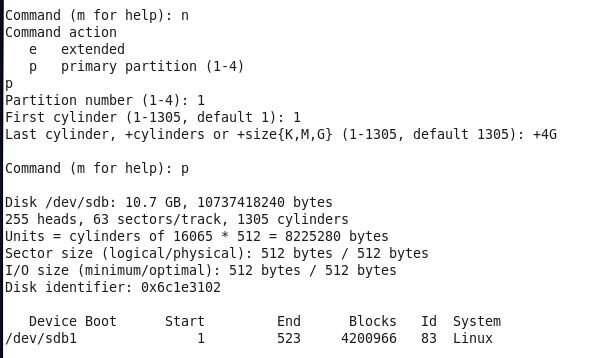 Command (m for help): n
Command action
   e   extended
   p   primary partition (1-4)
p
Partition number (1-4): 1
First cylinder (1-1305, default 1): 1
Last cylinder, +cylinders or +size{K,M,G} (1-1305, default 1305): +4G
Command (m for help): p
Disk /dev/sdb: 10.7 GB, 10737418240 bytes
255 heads, 63 sectors/track, 1305 cylinders
Units = cylinders of 16065 * 512 = 8225280 bytes
Sector size (logical/physical): 512 bytes / 512 bytes
I/O size (minimum/optimal): 512 bytes / 512 bytes
Disk identifier: 0x6c1e3102
   Device Boot      Start         End      Blocks   Id  System
/dev/sdb1               1         523     4200966   83  Linux